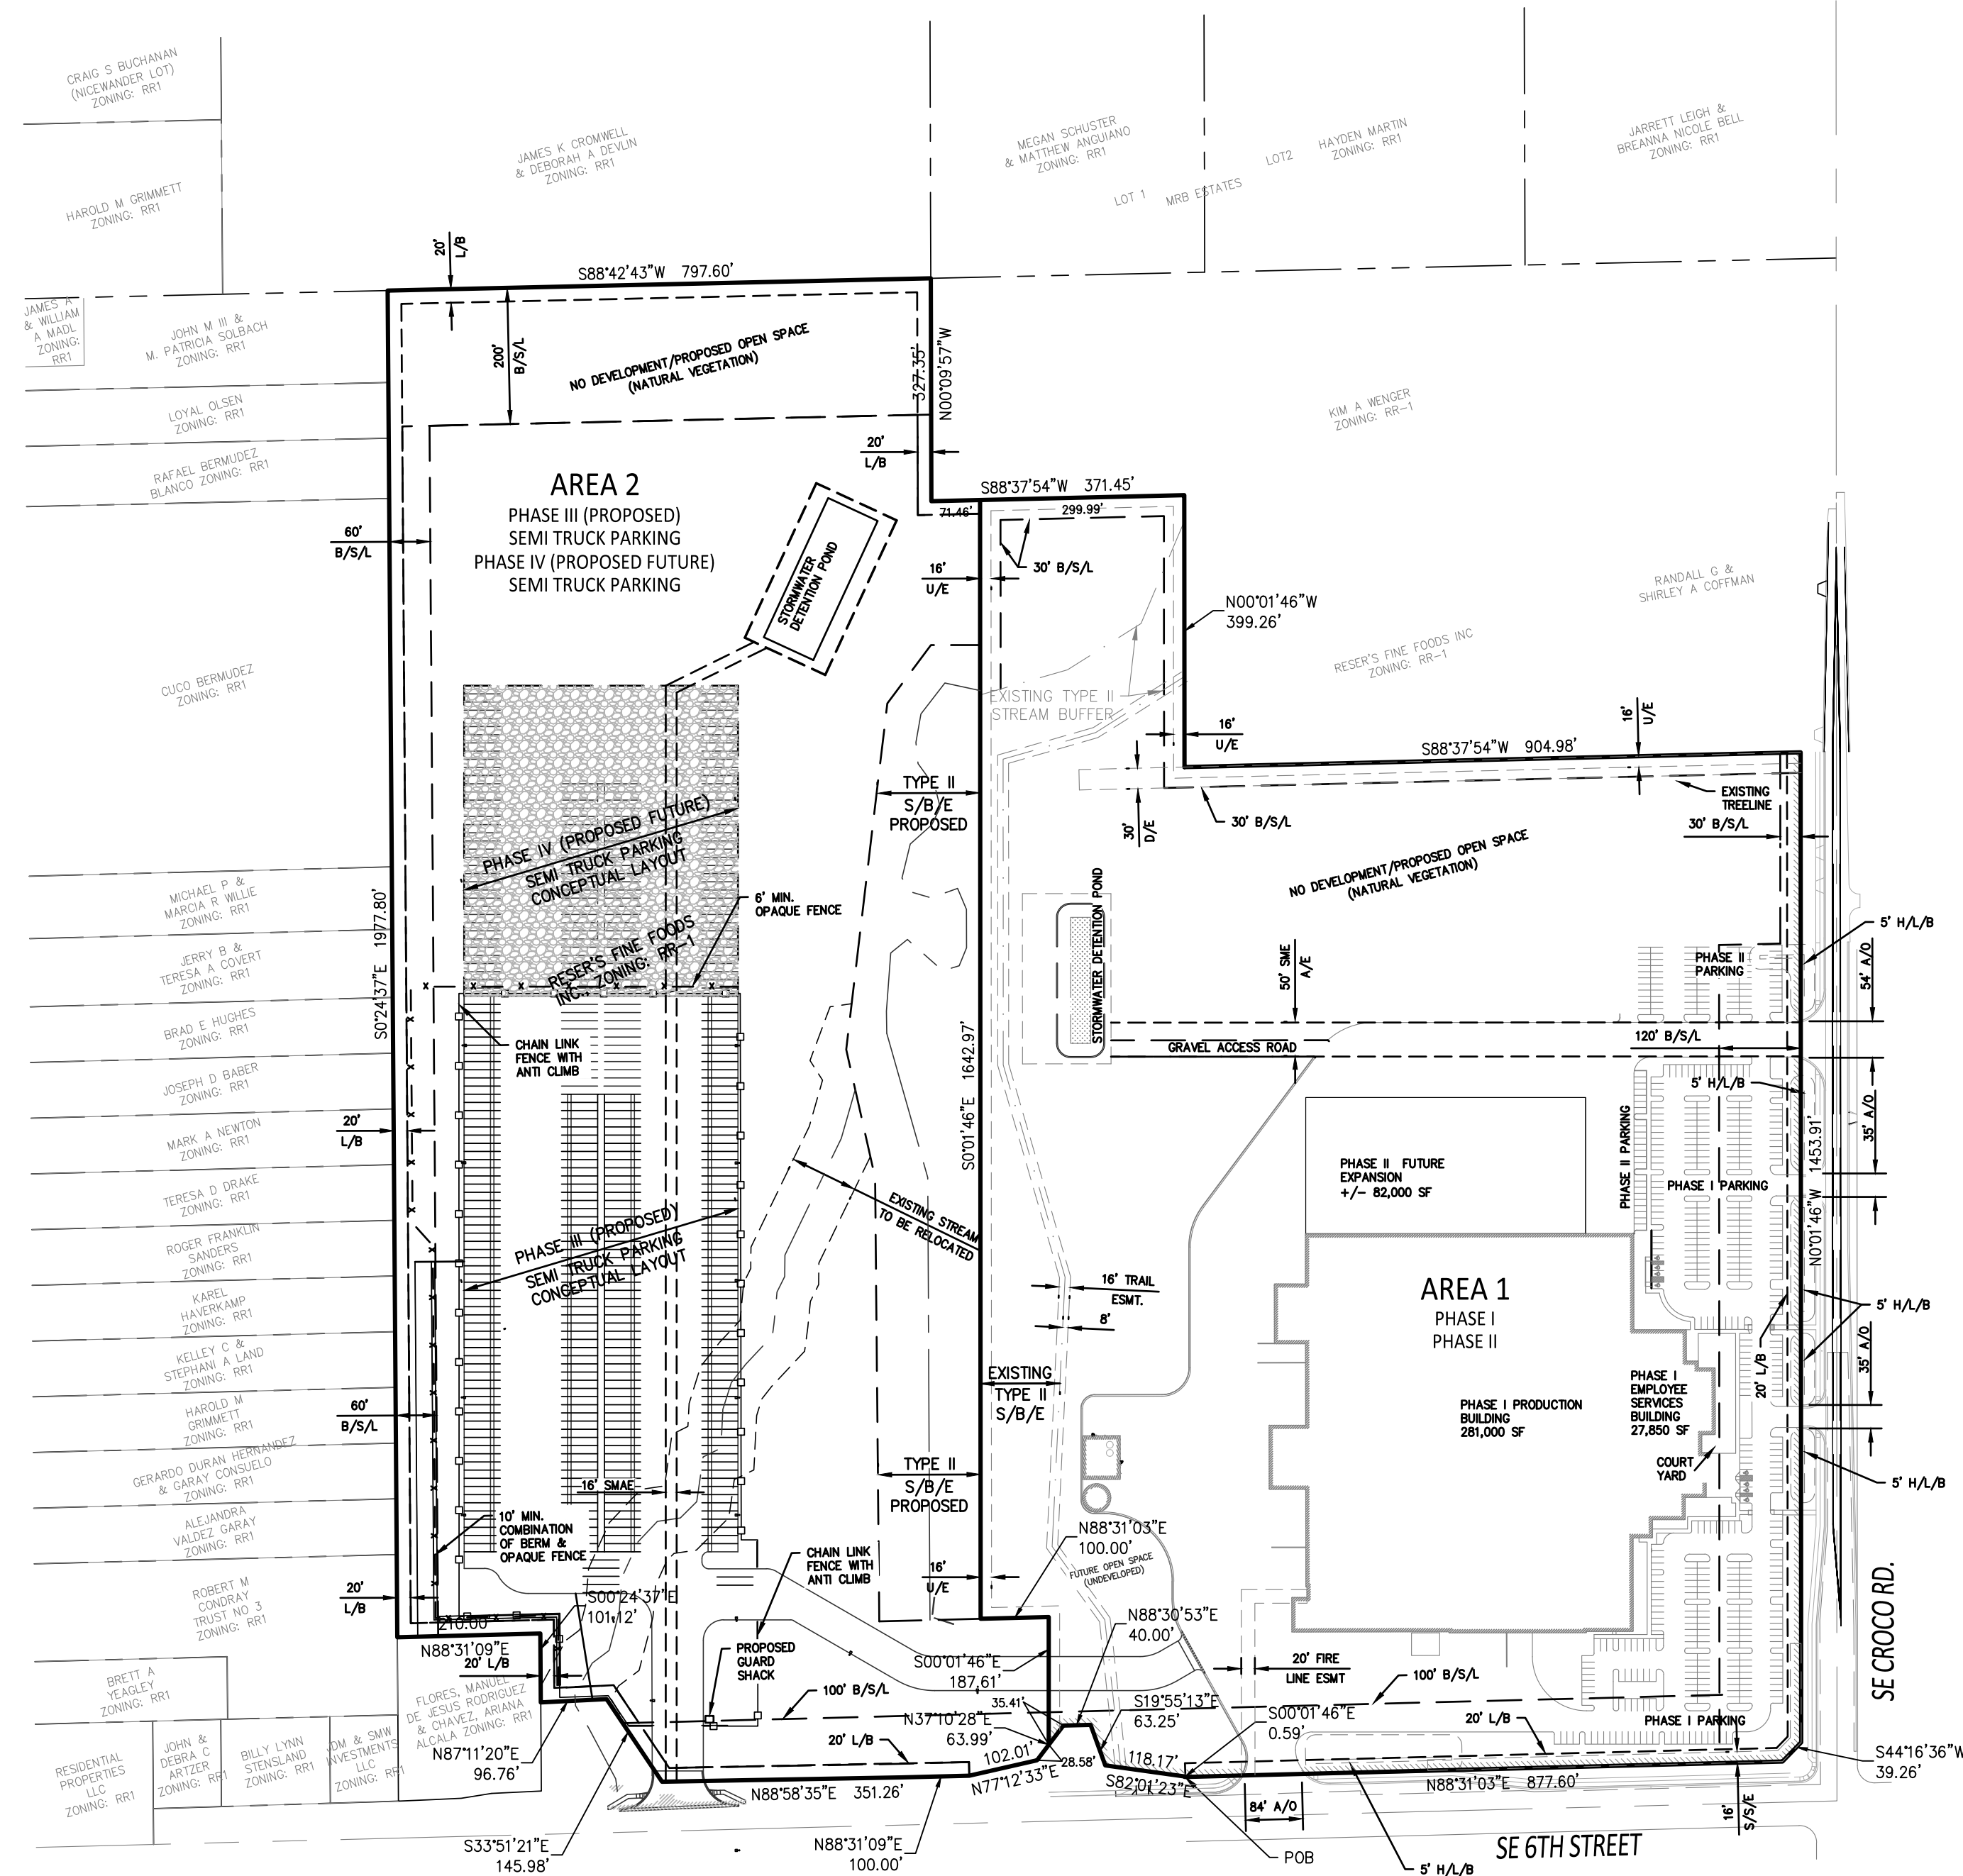 CRAIG S BUCHANAN
(NICEWANDER LOT)
ZONING: RR1
HAROLD M GRIMMETT
ZONING: RR1
JAMES K CROMWELL
& DEBORAH A DEVLIN
ZONING: RR1
MEGAN SCHUSTER
& MATTHEW ANGUIANO
ZONING: RR1
LOT 1
MRB ESTATES
LOT2
HAYDEN MARTIN
ZONING: RR1
JARRETT LEIGH &
BREANNA NICOLE BELL
ZONING: RR1
20'
L/B
S88°42'43"W 797.60'
JAMES A
& WILLIAM
A MADL
ZONING:
RR1
JOHN M III &
M. PATRICIA SOLBACH
ZONING: RR1
200'
B/S/L
NO DEVELOPMENT/PROPOSED OPEN SPACE
(NATURAL VEGETATION)
327.35'
N00°09'57"W
LOYAL OLSEN
ZONING: RR1
RAFAEL BERMUDEZ
BLANCO ZONING: RR1
KIM A WENGER
ZONING: RR-1
20'
L/B
AREA 2
PHASE III (PROPOSED)
SEMI TRUCK PARKING
PHASE IV (PROPOSED FUTURE)
SEMI TRUCK PARKING
60'
B/S/L
STORMWATER
DETENTION POND
S88°37'54"W 371.45'
71.46'
299.99'
30' B/S/L
16'
U/E
N00°01'46"W
399.26'
RANDALL G &
SHIRLEY A COFFMAN
RESER'S FINE FOODS INC
ZONING: RR-1
CUCO BERMUDEZ
ZONING: RR1
EXISTING TYPE II
STREAM BUFFER
16'
U/E
16'
U/E
S88°37'54"W 904.98'
TYPE II
S/B/E
PROPOSED
30'
D/E
30' B/S/L
EXISTING
TREELINE
30' B/S/L
PHASE IV (PROPOSED FUTURE)
SEMI TRUCK PARKING
CONCEPTUAL LAYOUT
NO DEVELOPMENT/PROPOSED OPEN SPACE
(NATURAL VEGETATION)
MICHAEL P &
MARCIA R WILLIE
ZONING: RR1
S0°24'37"E 1977.80'
6' MIN.
OPAQUE FENCE
RESER'S FINE FOODS
INC., ZONING: RR-1
STORMWATER DETENTION POND
5' H/L/B
JERRY B &
TERESA A COVERT
ZONING: RR1
50' SME
A/E
PHASE II
PARKING
54' A/O
BRAD E HUGHES
ZONING: RR1
CHAIN LINK
FENCE WITH
ANTI CLIMB
S0°01'46"E 1642.97'
GRAVEL ACCESS ROAD
120' B/S/L
JOSEPH D BABER
ZONING: RR1
5' H/L/B
35' A/O
MARK A NEWTON
ZONING: RR1
20'
L/B
PHASE II PARKING
N0°01'46"W 1453.91'
PHASE II FUTURE
EXPANSION
+/- 82,000 SF
PHASE I PARKING
TERESA D DRAKE
ZONING: RR1
EXISTING STREAM
TO BE RELOCATED
PHASE III (PROPOSED)
SEMI TRUCK PARKING
CONCEPTUAL LAYOUT
ROGER FRANKLIN
SANDERS
ZONING: RR1
16' TRAIL
ESMT.
8'
AREA 1
PHASE I
PHASE II
5' H/L/B
KAREL
HAVERKAMP
ZONING: RR1
KELLEY C &
STEPHANI A LAND
ZONING: RR1
EXISTING
TYPE II
S/B/E
20' L/B
35' A/O
HAROLD M
GRIMMETT
ZONING: RR1
60'
B/S/L
PHASE I PRODUCTION
BUILDING
281,000 SF
PHASE I
EMPLOYEE
SERVICES
BUILDING
27,850 SF
COURT
YARD
GERARDO DURAN HERNANDEZ
& GARAY CONSUELO
ZONING: RR1
TYPE II
S/B/E
PROPOSED
16' SMAE
5' H/L/B
ALEJANDRA
VALDEZ GARAY
ZONING: RR1
10' MIN.
COMBINATION
OF BERM &
OPAQUE FENCE
N88°31'03"E
100.00'
FUTURE OPEN SPACE
(UNDEVELOPED)
CHAIN LINK
FENCE WITH
ANTI CLIMB
16'
U/E
ROBERT M
CONDRAY
TRUST NO 3
ZONING: RR1
20'
L/B
S00°24'37"E
101.12'
210.00'
N88°31'09"E
20' L/B
PROPOSED
GUARD
SHACK
N88°30'53"E
40.00'
S00°01'46"E
187.61'
20' FIRE
LINE ESMT
100' B/S/L
SE CROCO RD.
BRETT A
YEAGLEY
ZONING: RR1
FLORES, MANUEL
DE JESUS RODRIGUEZ
& CHAVEZ, ARIANA
ALCALA ZONING: RR1
100' B/S/L
35.41'
N37°10'28"E
63.99'
S19°55'13"E
63.25'
S00°01'46"E
0.59'
20' L/B
PHASE I PARKING
RESIDENTIAL
PROPERTIES
LLC
ZONING: RR1
JOHN &
DEBRA C
ARTZER
ZONING: RR1
BILLY LYNN
STENSLAND
ZONING: RR1
INVESTMENTS
LLC
ZONING: RR1
N87°11'20"E
96.76'
20' L/B
102.01'
N77°12'33"E
28.58'
118.17'
S82°01'23"E
S44°16'36"W
39.26'
N88°58'35"E 351.26'
N88°31'03"E 877.60'
84' A/O
16'
S/S/E
S33°51'21"E
145.98'
N88°31'09"E
100.00'
POB
SE 6TH STREET
5' H/L/B